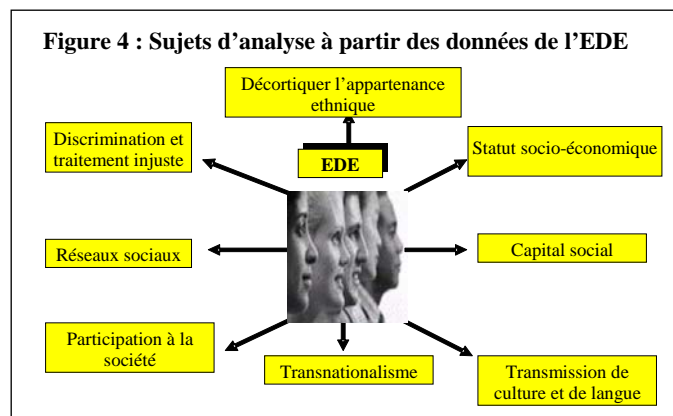 Figure 4 : Sujets d’analyse à partir des données de l’EDE
Décortiquer l’appartenance
ethnique
Discrimination et
traitement injuste
EDE
Statut socio-économique
Réseaux sociaux
Capital social
Participation à la
société
Transnationalisme
Transmission de
culture et de langue